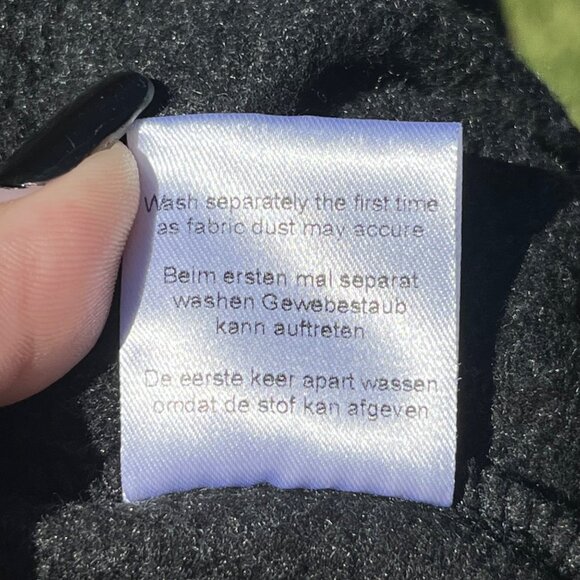 Wash separately the first time
as fabric dust may accure
Beim ersten mal separat
washen Gewebestaub
kann auftreten
De eerste keer apart wassen
omdat de stof kan afgeven